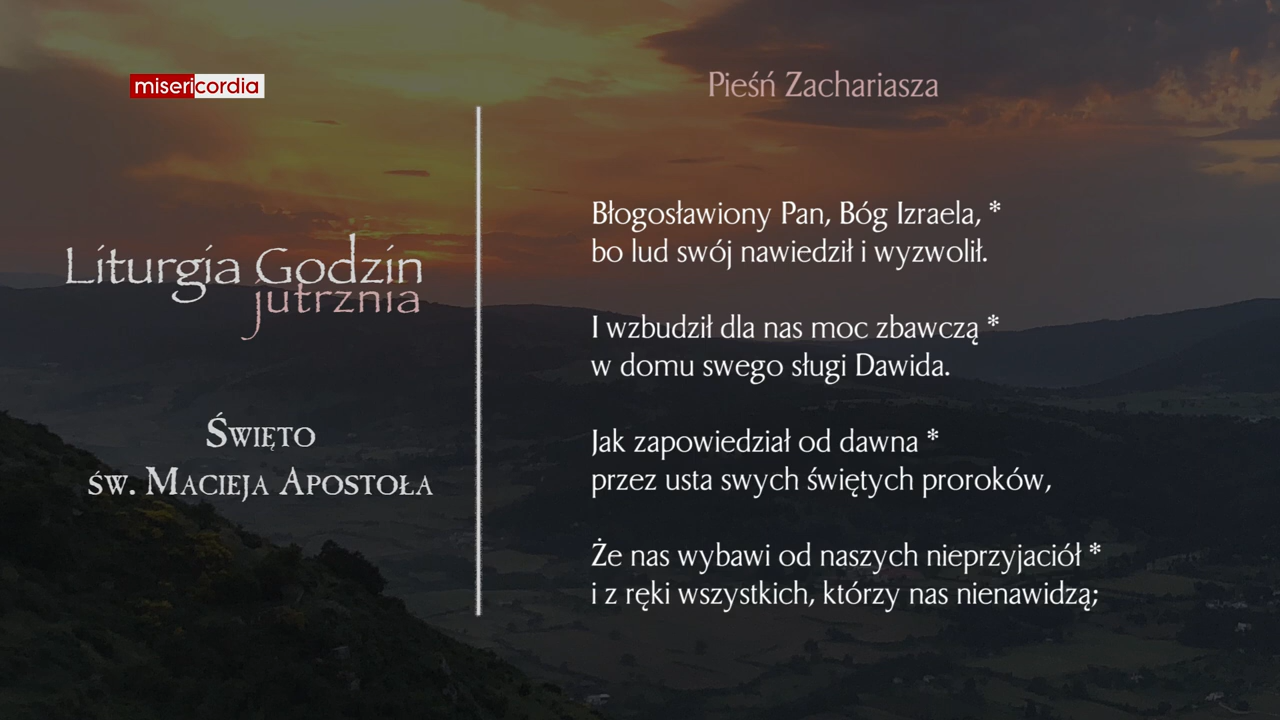 misericordia
Liturgia Godzin
jutrznia
Święto
św. Macieja Apostoła
Pieśń Zachariasza
Błogosławiony Pan, Bóg Izraela, *
bo lud swój nawiedził i wyzwolił.
I wzbudził dla nas moc zbawczą *
w domu swego sługi Dawida.
Jak zapowiedział od dawna *
przez usta swych świętych proroków,
Że nas wybawi od naszych nieprzyjaciół *
i z ręki wszystkich, którzy nas nienawidzą;